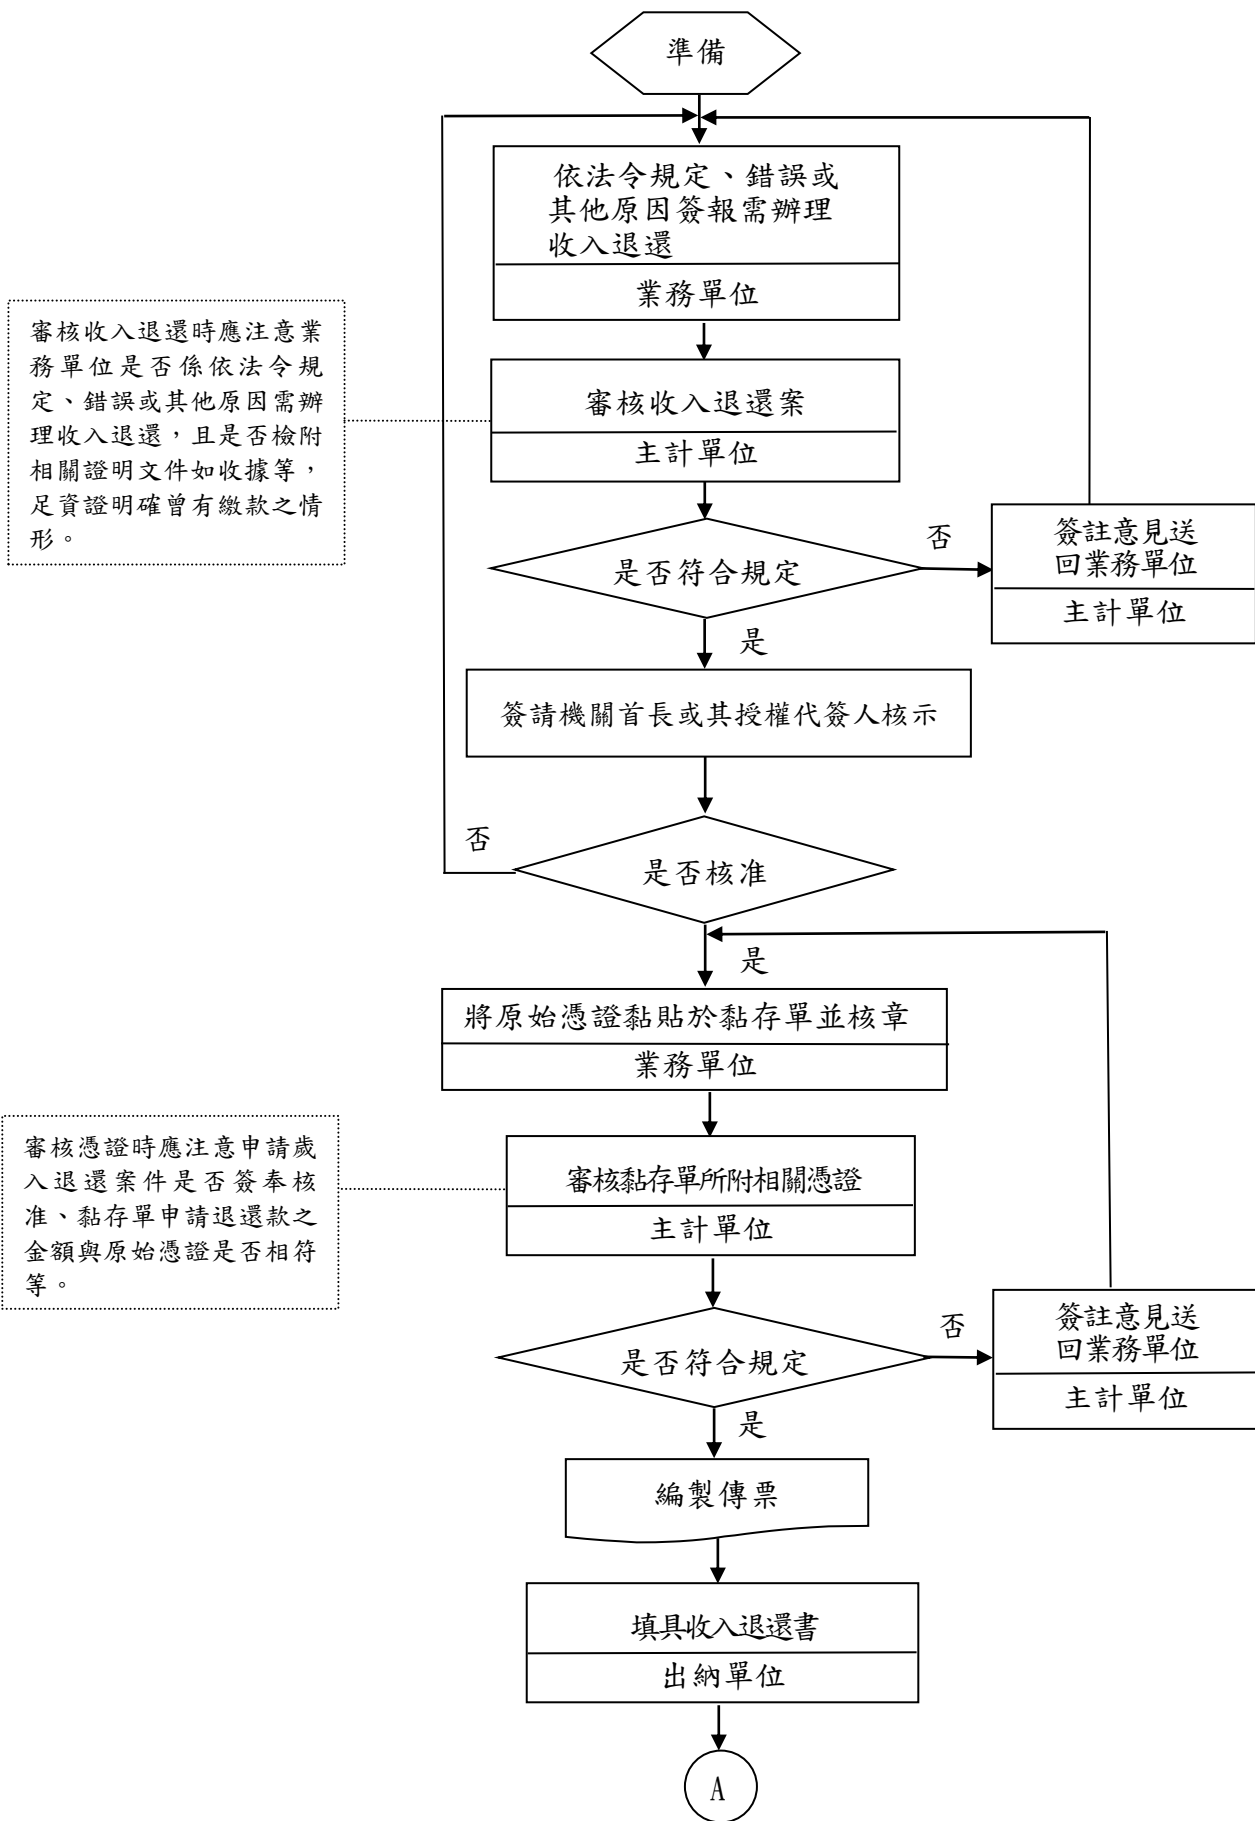 準備
依法令規定、錯誤或
其他原因簽報需辦理
收入退還
業務單位
審核收入退還時應注意業
務單位是否係依法令規
定、錯誤或其他原因需辦
理收入退還，且是否檢附
相關證明文件如收據等，
足資證明確曾有繳款之情
形。
審核收入退還案
主計單位
是否符合規定
否
簽註意見送
回業務單位
主計單位
是
簽請機關首長或其授權代簽人核示
否
是否核准
是
將原始憑證黏貼於黏存單並核章
業務單位
審核憑證時應注意申請歲
入退還案件是否簽奉核
准、黏存單申請退還款之
金額與原始憑證是否相符
等。
審核黏存單所附相關憑證
主計單位
是否符合規定
否
簽註意見送
回業務單位
主計單位
是
編製傳票
填具收入退還書
出納單位
A